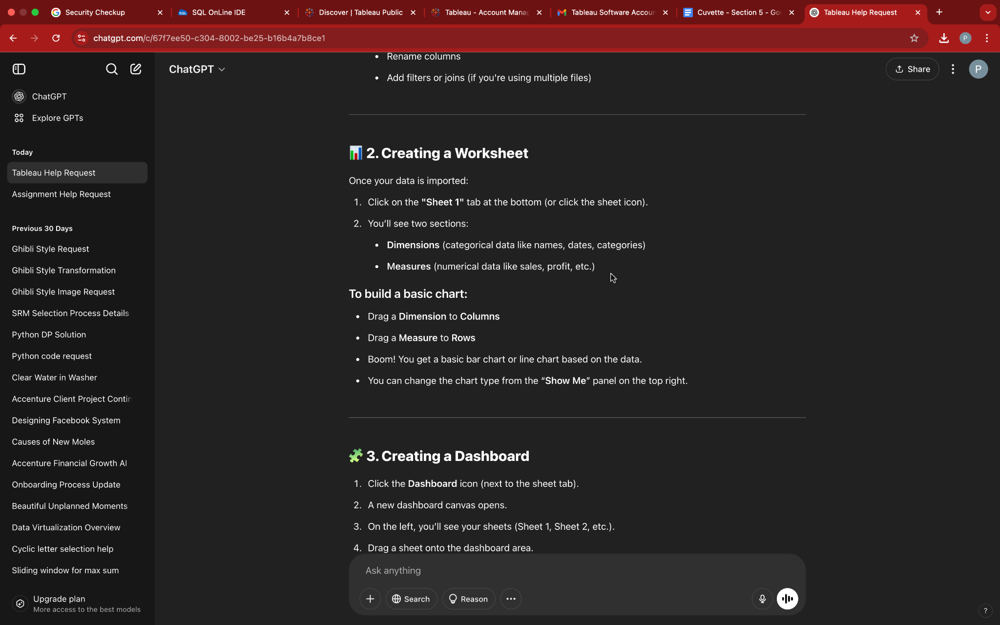 Security Checkup
SQL OnLine IDE
Discover | Tableau Public
Tableau - Account Manag
Tableau Software Accoun
Cuvette - Section 5 - Goo
Tableau Help Request
chatgpt.com/c/67f7ee50-c304-8002-be25-b16b4a7b8ce1
P
ChatGPT
Share
P
ChatGPT
Explore GPTs
Today
Tableau Help Request
Assignment Help Request
Previous 30 Days
Ghibli Style Request
Ghibli Style Transformation
Ghibli Style Image Request
SRM Selection Process Details
Python DP Solution
Python code request
Clear Water in Washer
Accenture Client Project Contin
Designing Facebook System
Causes of New Moles
Accenture Financial Growth AI
Onboarding Process Update
Beautiful Unplanned Moments
Data Virtualization Overview
Cyclic letter selection help
Sliding window for max sum
Upgrade plan
More access to the best models
• Rename columns
• Add filters or joins (if you're using multiple files)
2. Creating a Worksheet
Once your data is imported:
1. Click on the "Sheet 1" tab at the bottom (or click the sheet icon).
2. You’ll see two sections:
• Dimensions (categorical data like names, dates, categories)
• Measures (numerical data like sales, profit, etc.)
To build a basic chart:
• Drag a Dimension to Columns
• Drag a Measure to Rows
• Boom! You get a basic bar chart or line chart based on the data.
• You can change the chart type from the “Show Me” panel on the top right.
3. Creating a Dashboard
1. Click the Dashboard icon (next to the sheet tab).
2. A new dashboard canvas opens.
3. On the left, you’ll see your sheets (Sheet 1, Sheet 2, etc.).
4. Drag a sheet onto the dashboard area.
Ask anything
Search
Reason
?